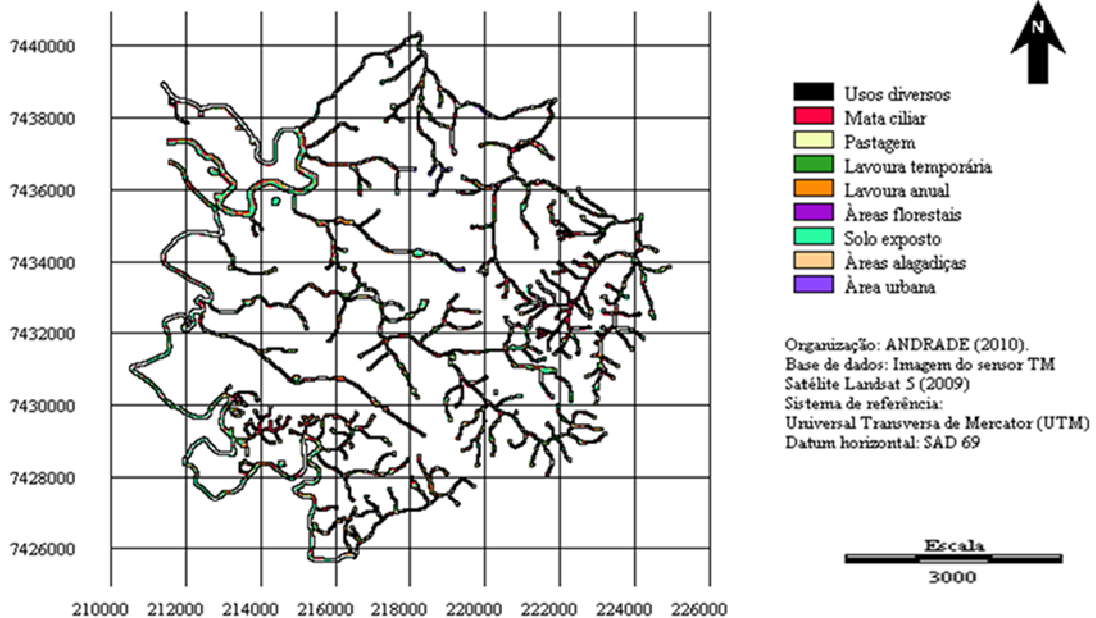 N
7440000
7438000
7436000
7434000
7432000
7430000
7428000
7426000
210000 212000 214000 216000 218000 220000 222000 224000 226000
Usos diversos
Mata ciliar
Pastagem
Lavoura temporária
Lavoura anual
Àreas florestais
Solo exposto
Àreas alagadiças
Àrea urbana
Organização: ANDRADE (2010).
Base de dados: Imagem do sensor TM
Satélite Landsat 5 (2009)
Sistema de referência:
Universal Transversa de Mercator (UTM)
Datum horizontal: SAD 69
Escala
3000